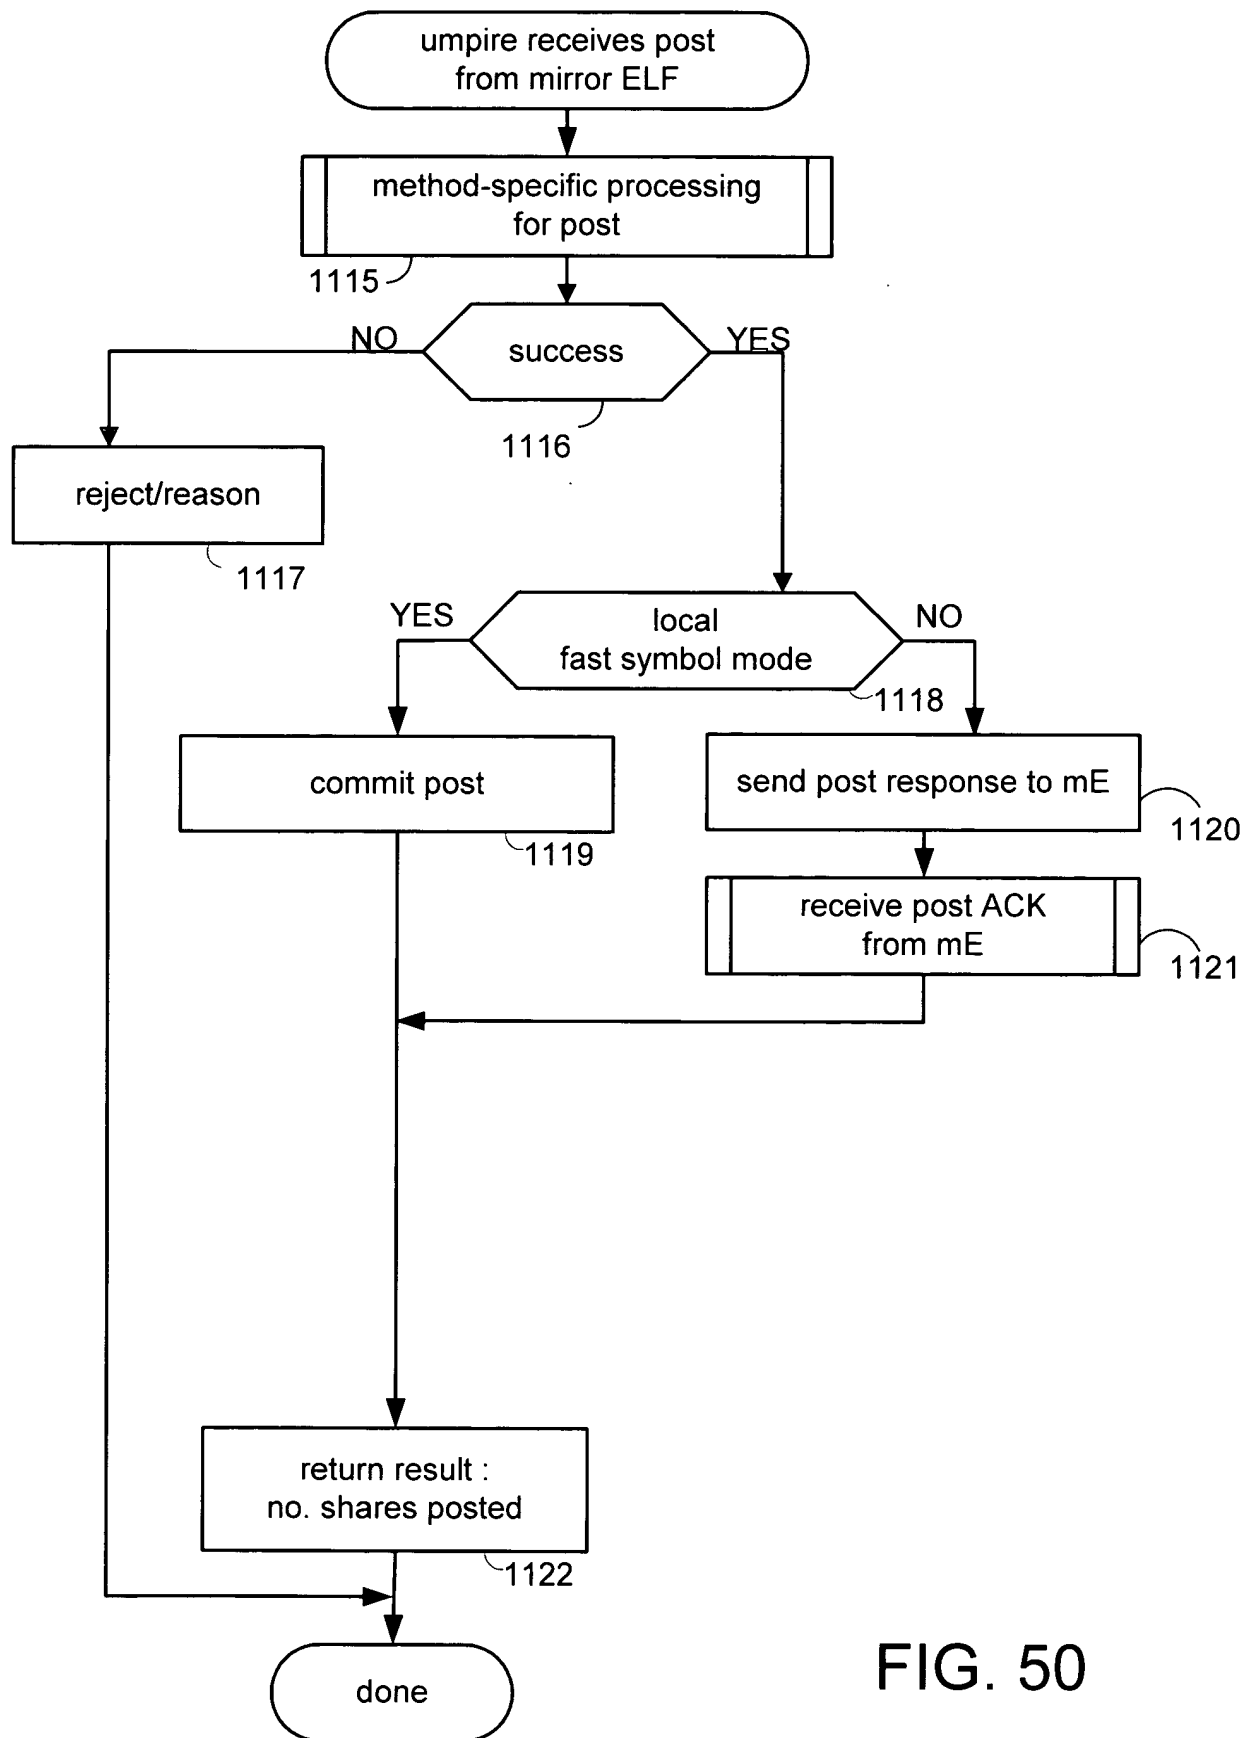 umpire receives post
from mirror ELF
method-specific processing
for post
1115
NO
success
YES
1116
reject/reason
1117
YES
local
fast symbol mode
NO
1118
commit post
1119
send post response to mE
1120
receive post ACK
from mE
1121
return result :
no. shares posted
1122
done
FIG. 50